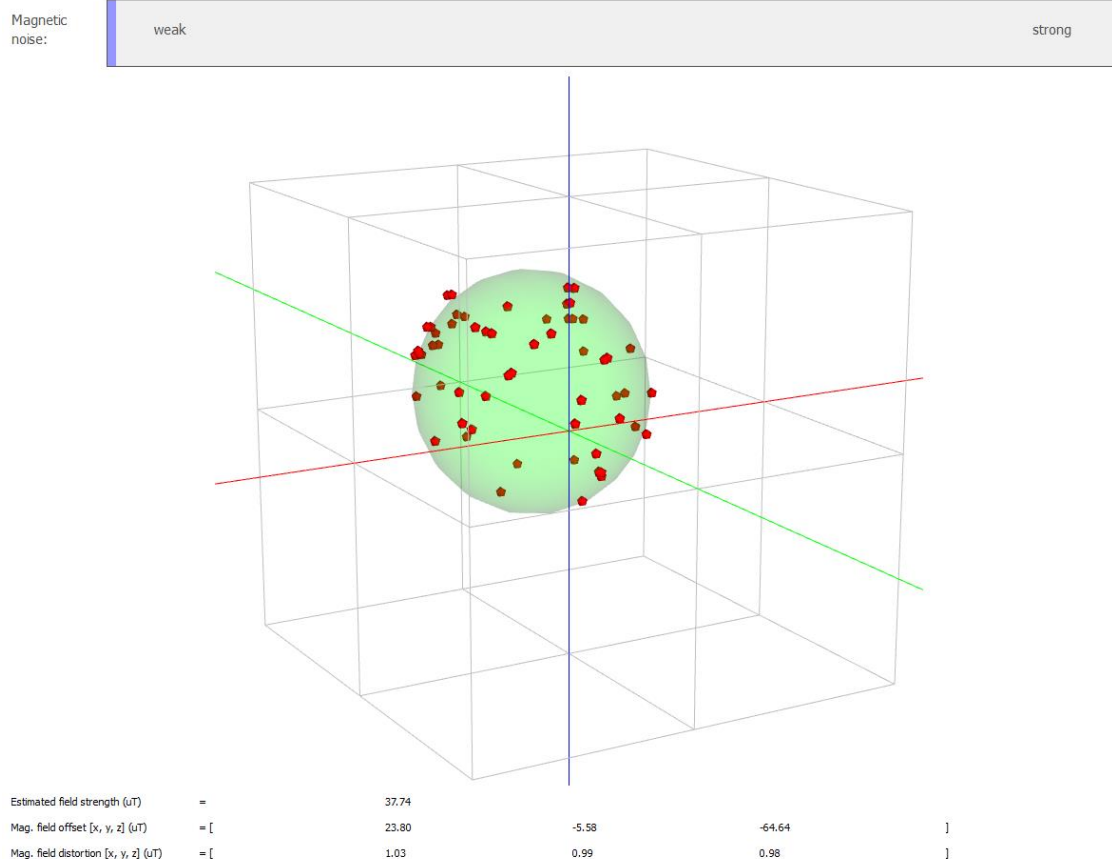 Magnetic
noise:
weak strong
Estimated field strength (uT) = 37.74
Mag. field offset [x, y, z] (uT) = [ 23.80 -5.58 -64.64 ]
Mag. field distortion [x, y, z] (uT) = [ 1.03 0.99 0.98 ]